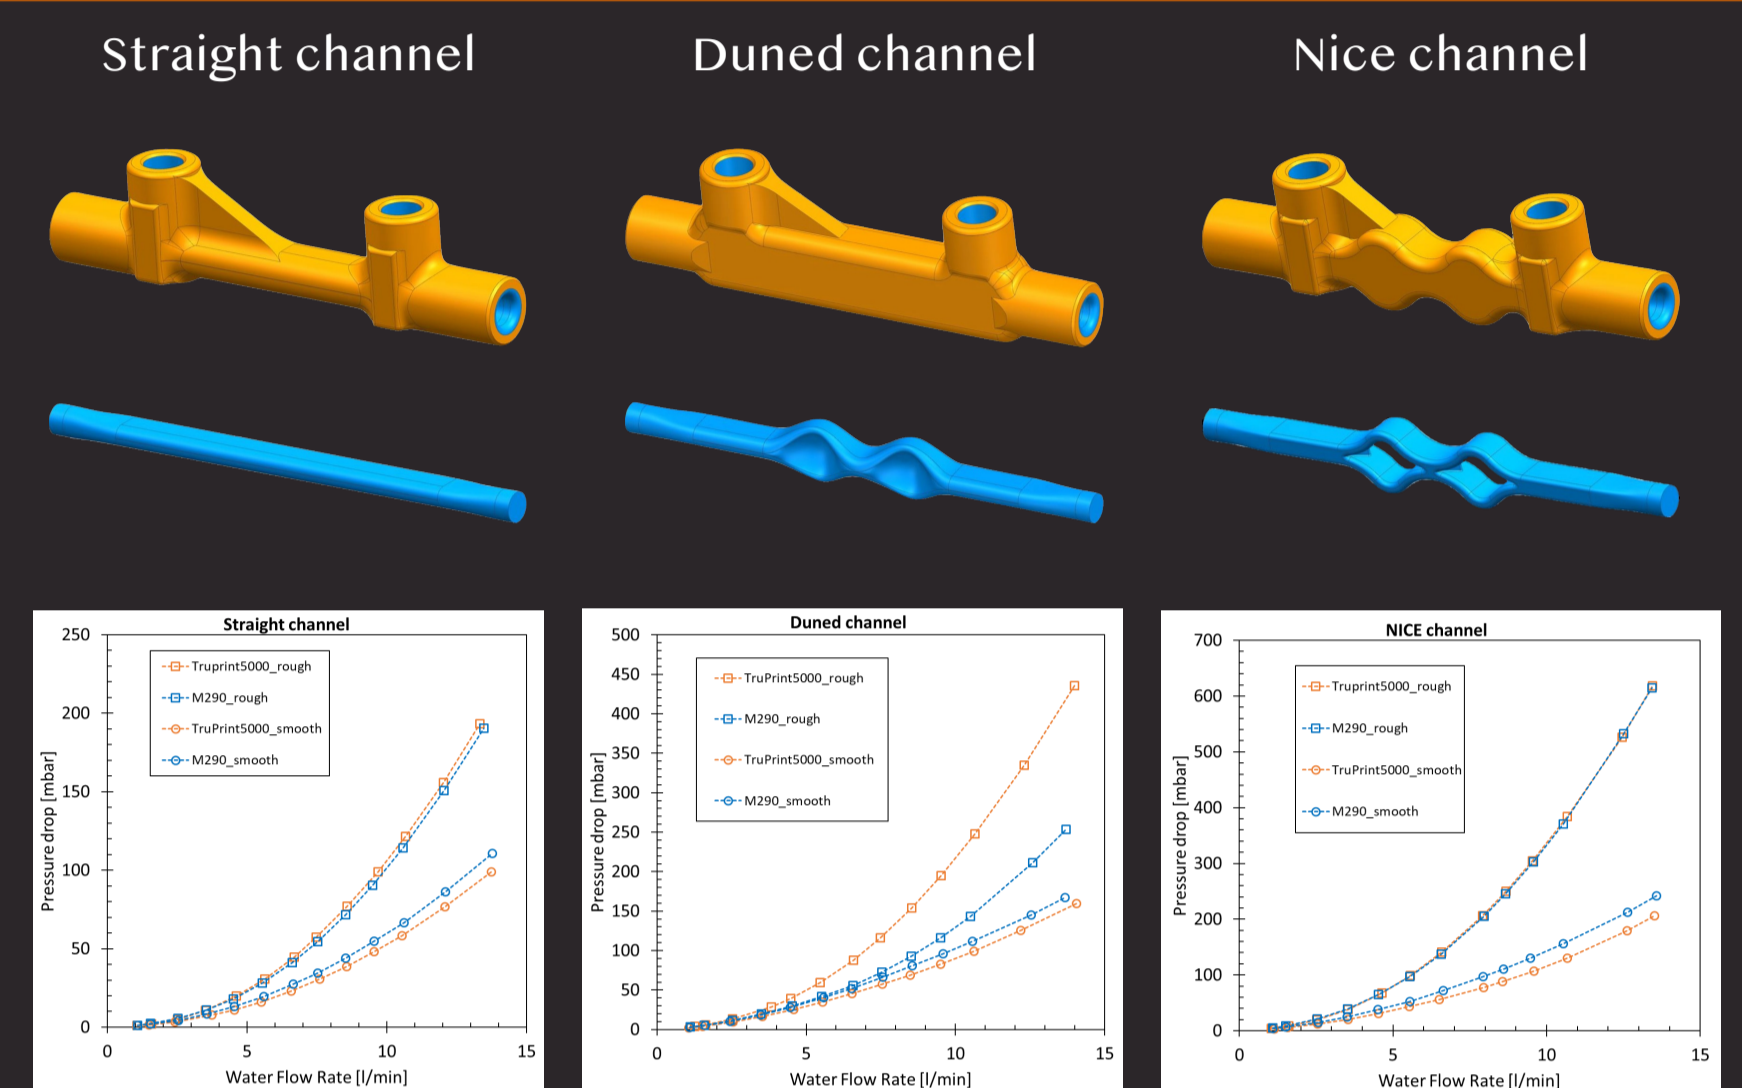 Straight channel
Duned channel
Nice channel
Straight channel
250
200
150
100
50
0
0
5
10
15
Pressure drop [mbar]
Water Flow Rate [l/min]
Truprint5000_rough
M290_rough
TruPrint5000_smooth
M290_smooth
Duned channel
500
450
400
350
300
250
200
150
100
50
0
0
5
10
15
Pressure drop [mbar]
Water Flow Rate [l/min]
TruPrint5000_rough
M290_rough
TruPrint5000_smooth
M290_smooth
NICE channel
700
600
500
400
300
200
100
0
0
5
10
15
Pressure drop [mbar]
Water Flow Rate [l/min]
Truprint5000_rough
M290_rough
TruPrint5000_smooth
M290_smooth